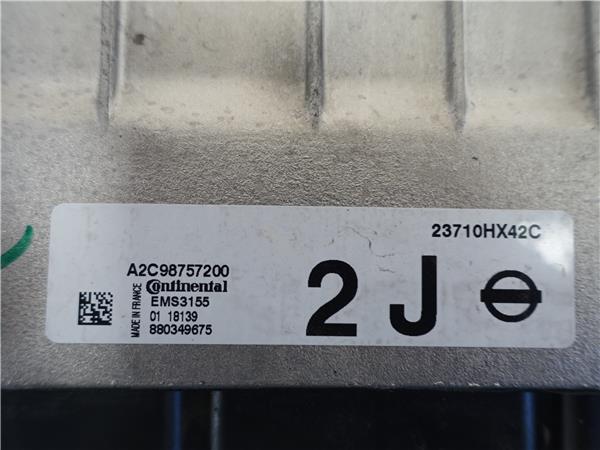 23710HX42C
A2C98757200
Continental
EMS3155
01 18139
880349675
MADE IN FRANCE
2 J